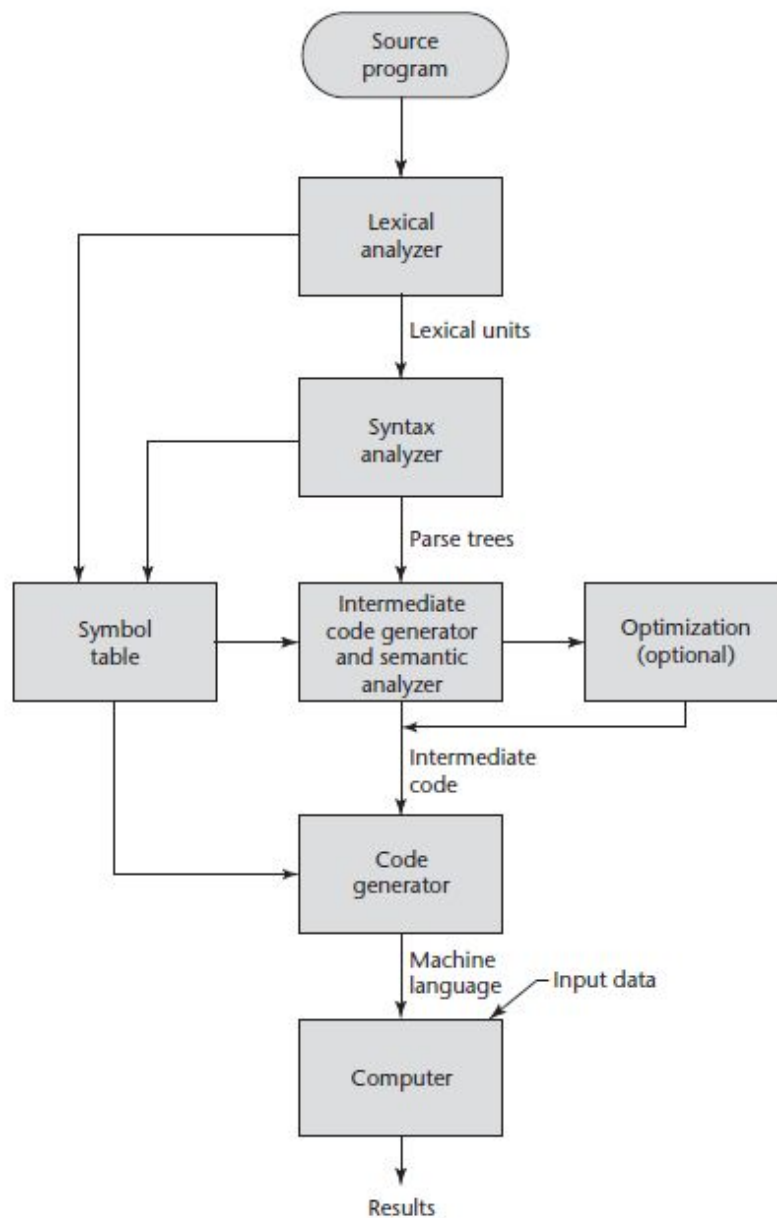 Source
program
Lexical
analyzer
Lexical units
Syntax
analyzer
Parse trees
Symbol
table
Intermediate
code generator
and semantic
analyzer
Optimization
(optional)
Intermediate
code
Code
generator
Machine
language
Input data
Computer
Results